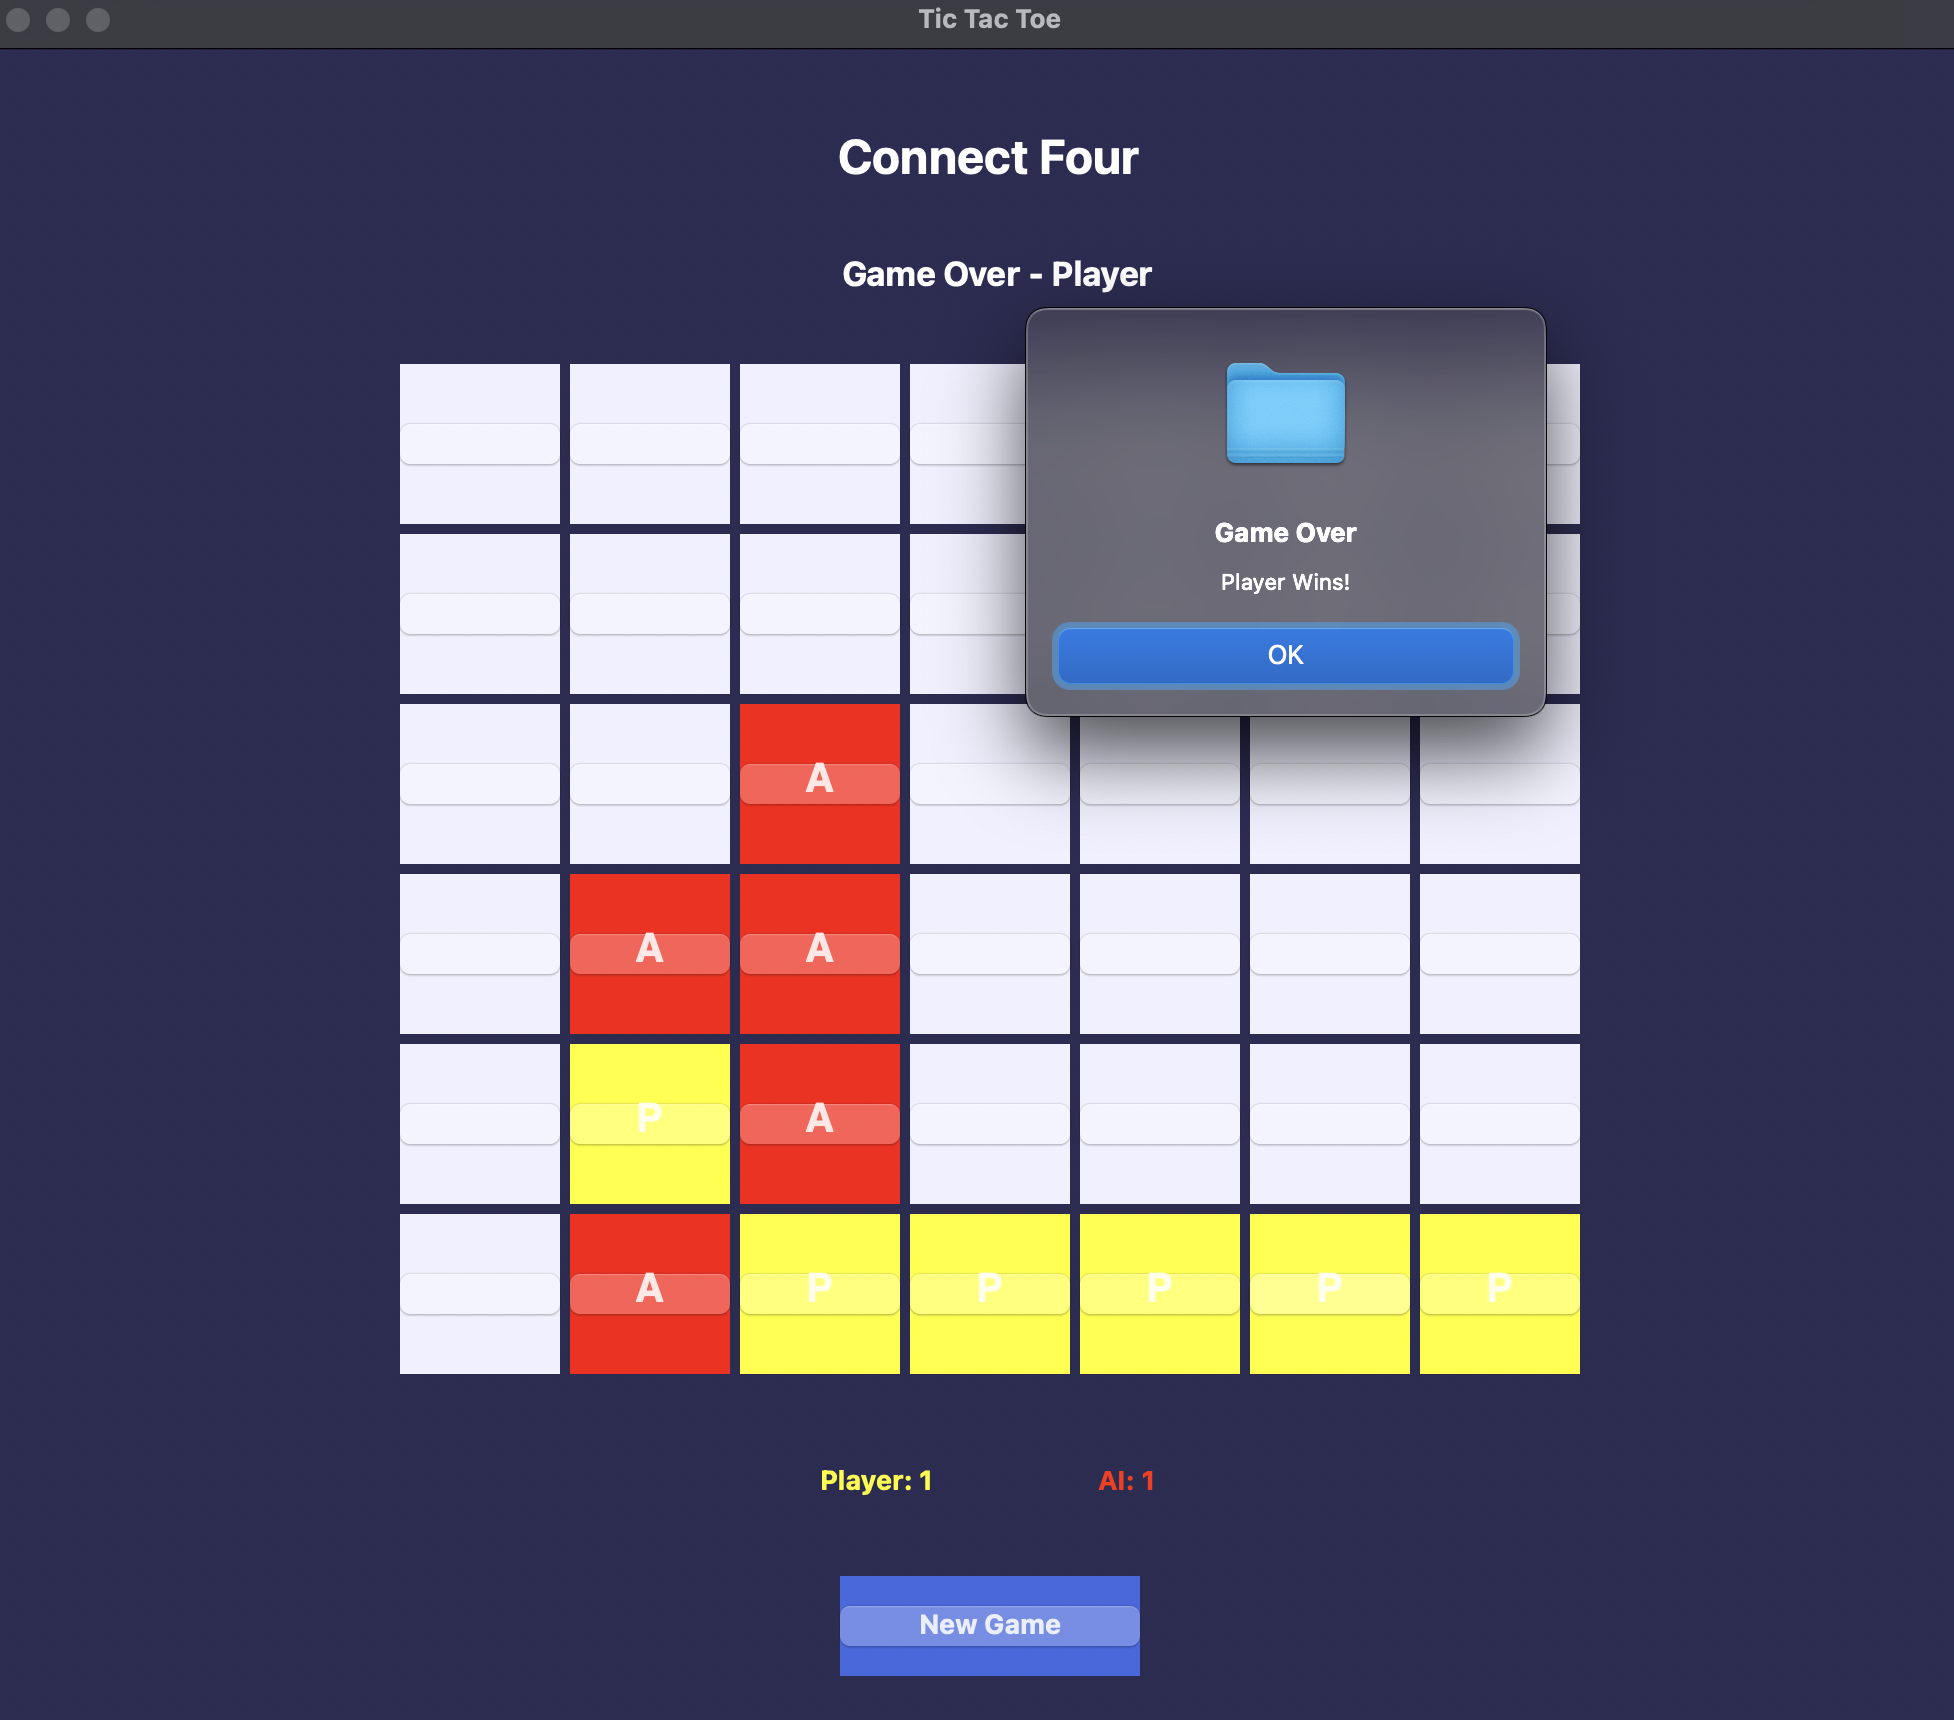 Tic Tac Toe
Connect Four
Game Over - Player
Game Over
Player Wins!
OK
A
A A
P A
A P P P P P
Player: 1 AI: 1
New Game